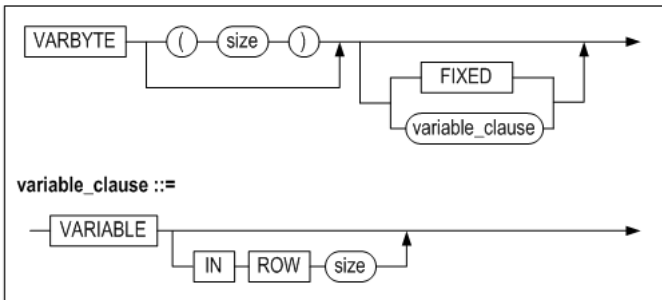 VARBYTE ( size )
FIXED
variable_clause
variable_clause ::=
VARIABLE
IN ROW size